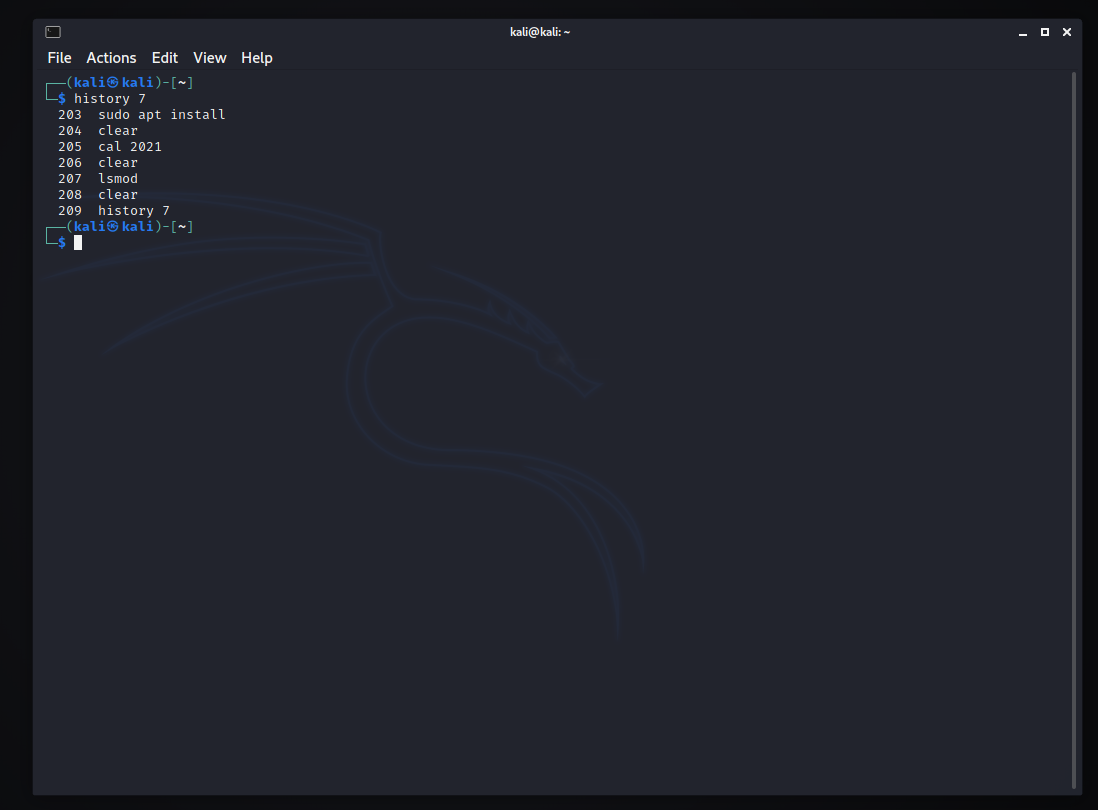 kali@kali: ~
File Actions Edit View Help
┌──(kali㉿kali)-[~]
└─$ history 7
203 sudo apt install
204 clear
205 cal 2021
206 clear
207 lsmod
208 clear
209 history 7
┌──(kali㉿kali)-[~]
└─$